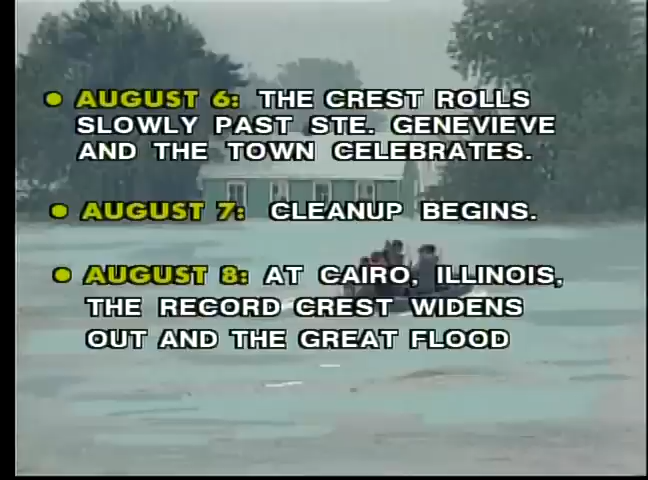 • AUGUST 6: THE CREST ROLLS
SLOWLY PAST STE. GENEVIEVE
AND THE TOWN CELEBRATES.
• AUGUST 7: CLEANUP BEGINS.
• AUGUST 8: AT CAIRO, ILLINOIS,
THE RECORD CREST WIDENS
OUT AND THE GREAT FLOOD